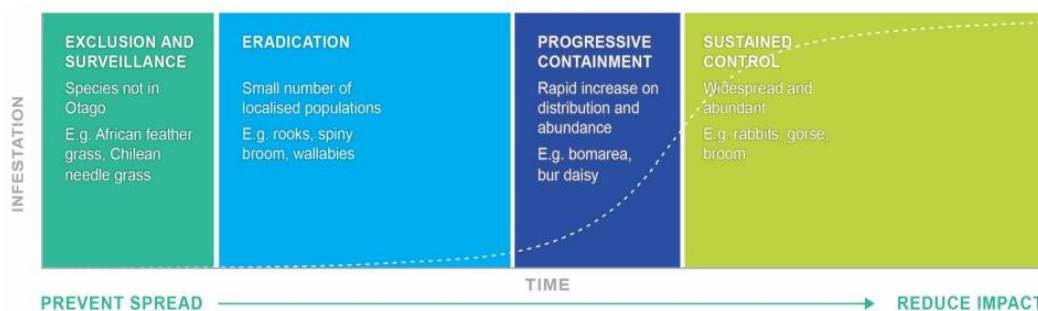 INFESTATION
EXCLUSION AND
SURVEILLANCE
Species not in
Otago
E.g. African feather
grass, Chilean
needle grass
ERADICATION
Small number of
localised populations
E.g. rooks, spiny
broom, wallabies
PROGRESSIVE
CONTAINMENT
Rapid increase on
distribution and
abundance
E.g. bomarea,
bur daisy
SUSTAINED
CONTROL
Widespread and
abundant
E.g. rabbits, gorse,
broom
TIME
PREVENT SPREAD
REDUCE IMPACT